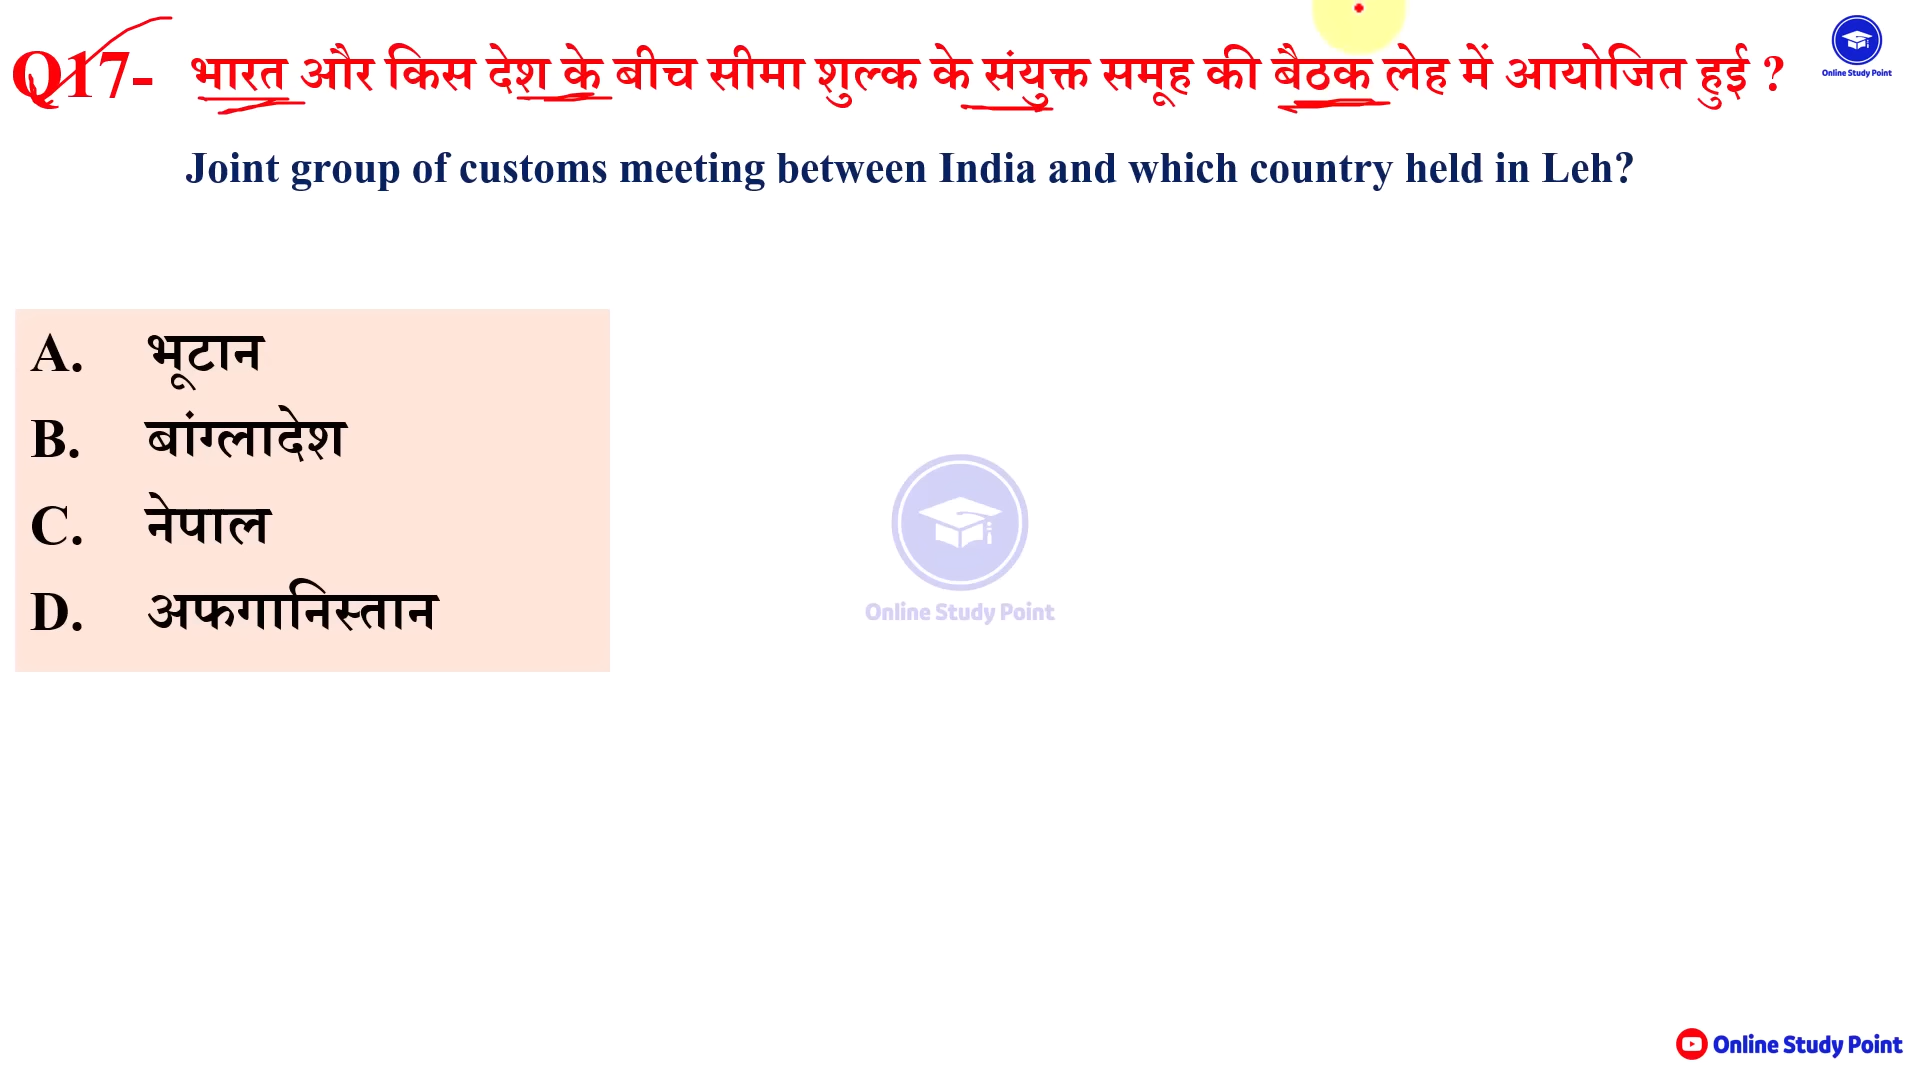 Q17- भारत और किस देश के बीच सीमा शुल्क के संयुक्त समूह की बैठक लेह में आयोजित हुई ?
Online Study Point
Joint group of customs meeting between India and which country held in Leh?
A. भूटान
B. बांग्लादेश
C. नेपाल
D. अफगानिस्तान
Online Study Point
Online Study Point